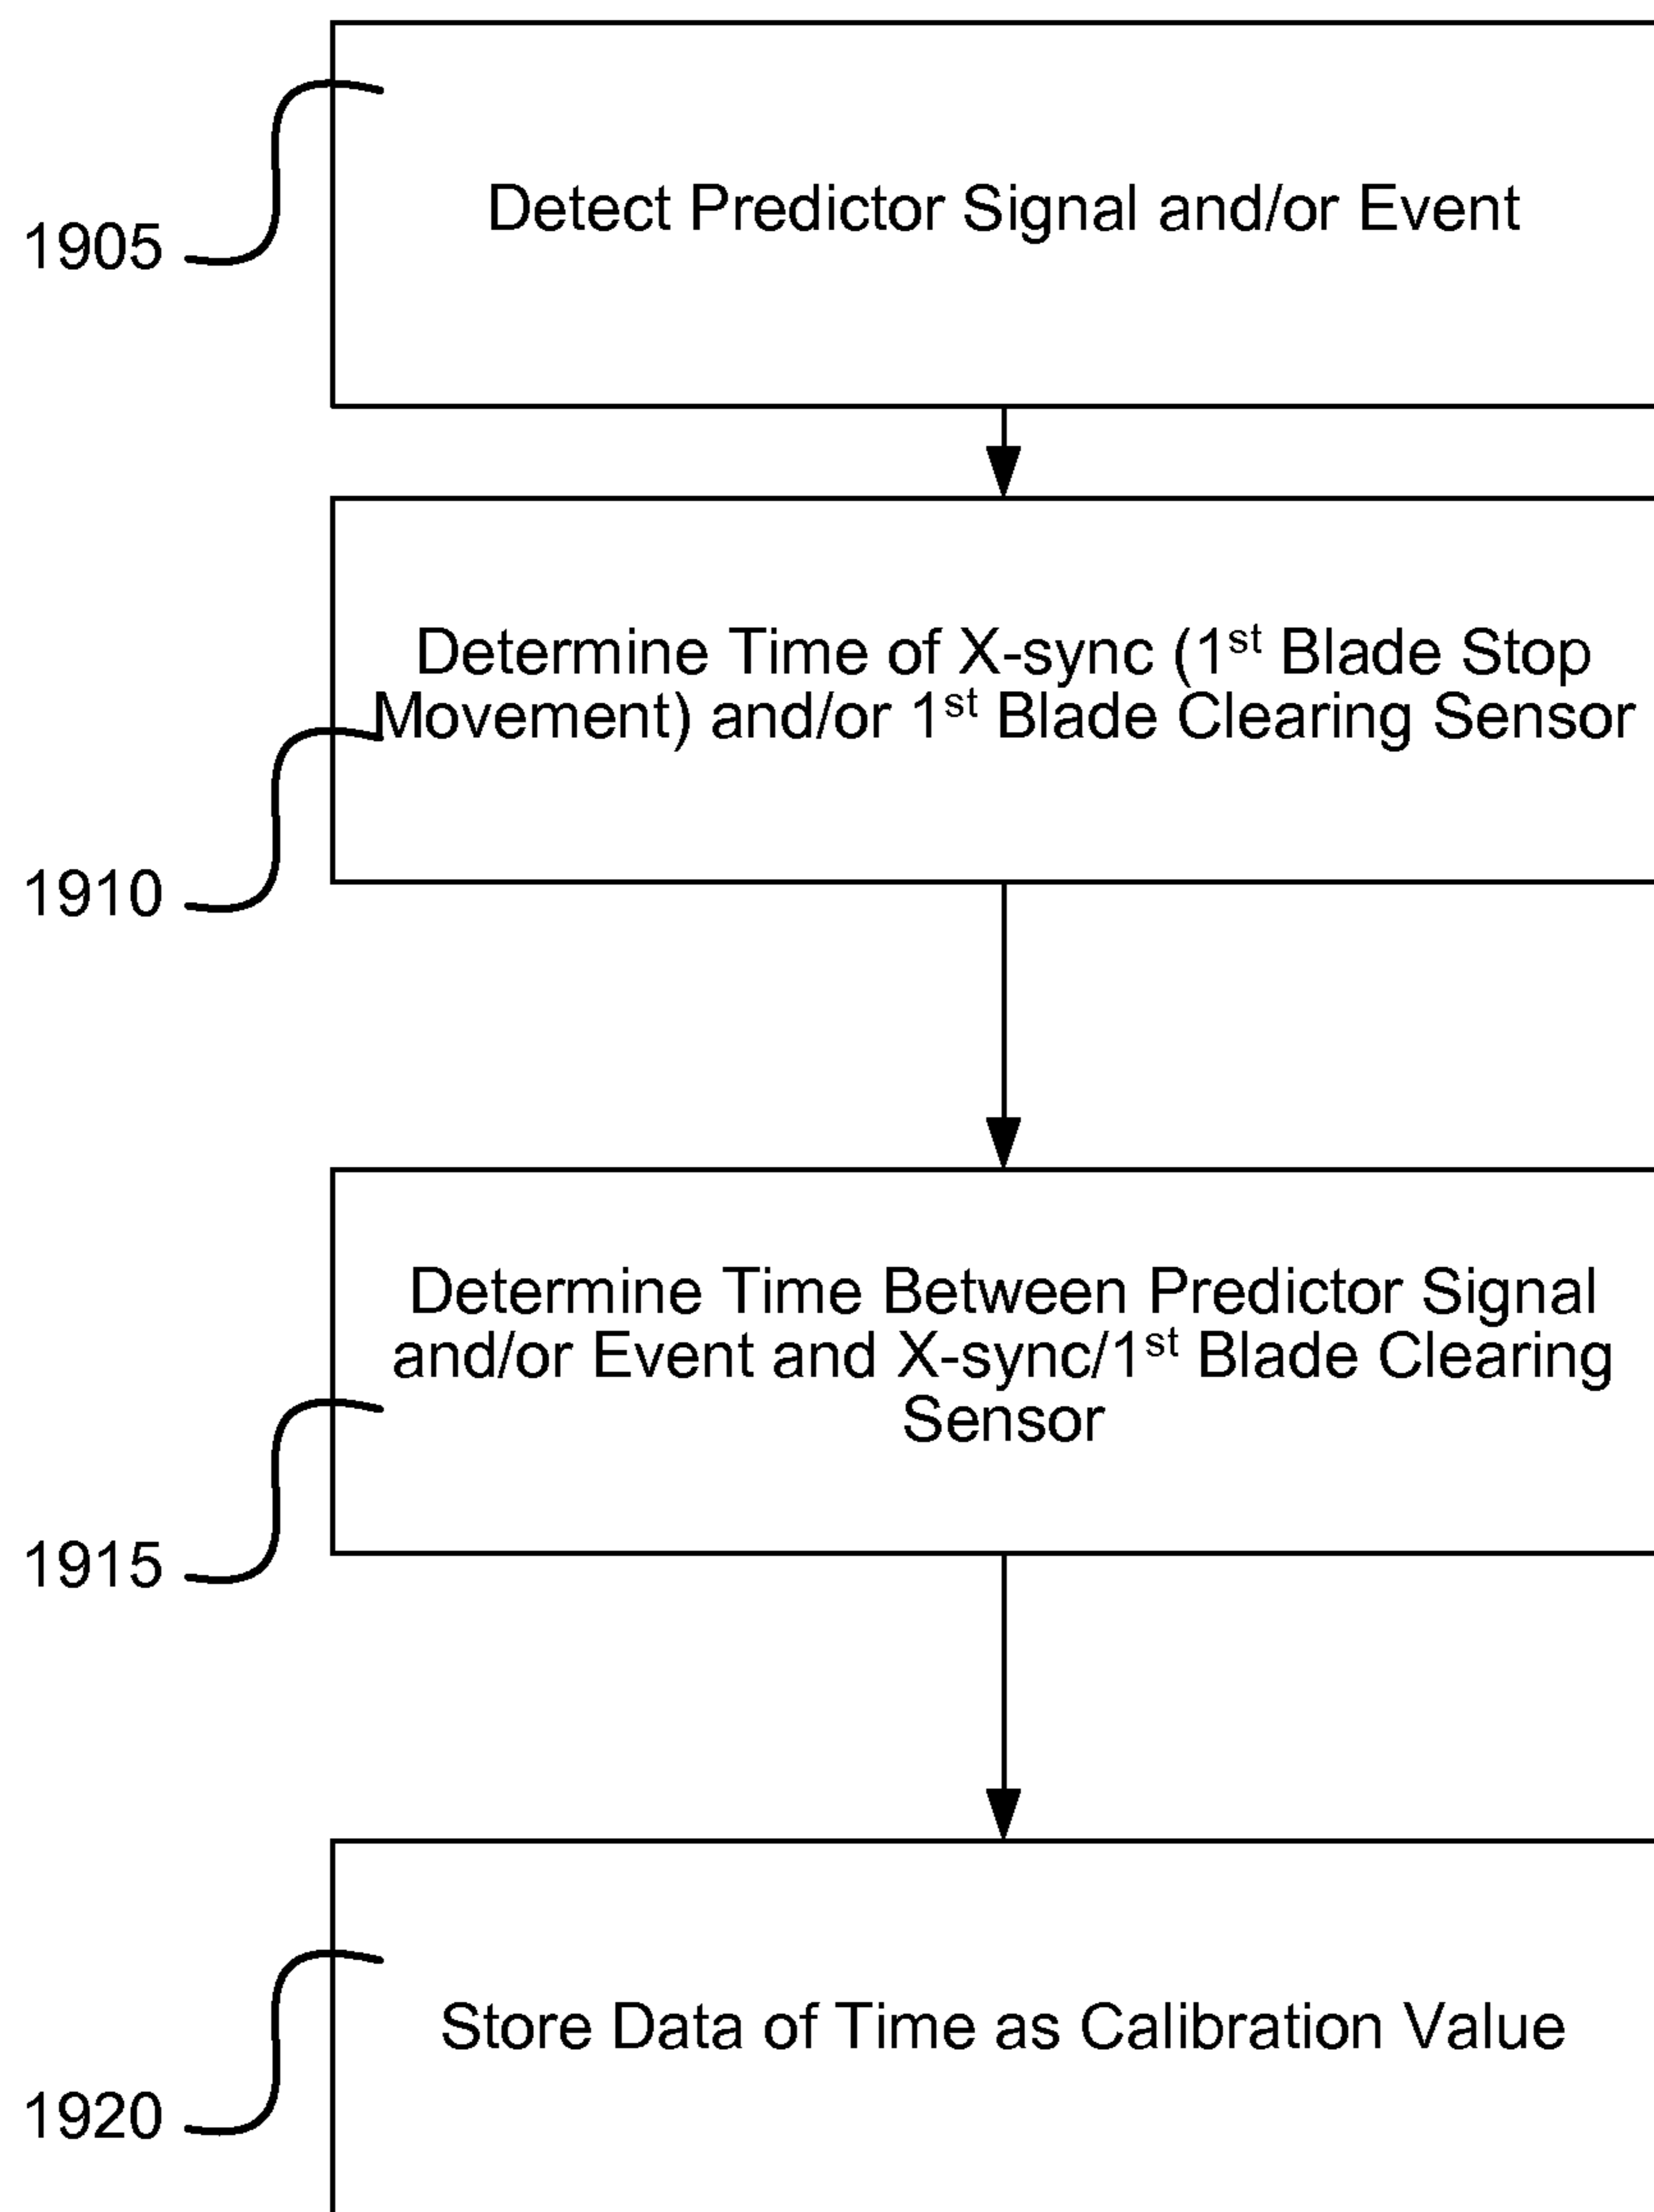 Detect Predictor Signal and/or Event
1905
Determine Time of X-sync (1st Blade Stop
Movement) and/or 1st Blade Clearing Sensor
1910
Determine Time Between Predictor Signal
and/or Event and X-sync/1st Blade Clearing
Sensor
1915
Store Data of Time as Calibration Value
1920